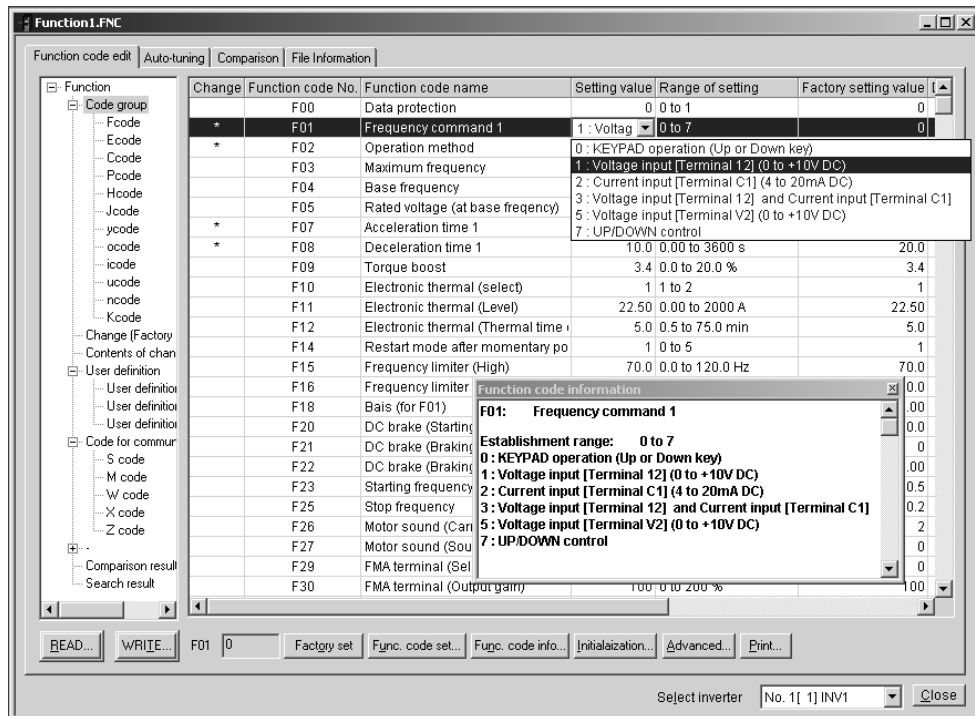 Function1.FNC
Function code edit Auto-tuning Comparison File Information
Function
Code group
Fcode
Ecode
Ccode
Pcode
Hcode
Jcode
ycode
ocode
icode
ucode
ncode
Kcode
Change (Factory
Contents of chan
User definition
User definition
User definition
User definition
Code for commun
S code
M code
W code
X code
Z code
-
Comparison result
Search result
Change Function code No. Function code name Setting value Range of setting Factory setting value
F00 Data protection 0 0 to 1 0
* F01 Frequency command 1 1 : Voltag 0 to 7 0
* F02 Operation method
F03 Maximum frequency
F04 Base frequency
F05 Rated voltage (at base freqency)
* F07 Acceleration time 1
* F08 Deceleration time 1 10.0 0.00 to 3600 s 20.0
F09 Torque boost 3.4 0.0 to 20.0 % 3.4
F10 Electronic thermal (select) 1 1 to 2 1
F11 Electronic thermal (Level) 22.50 0.00 to 2000 A 22.50
F12 Electronic thermal (Thermal time 5.0 0.5 to 75.0 min 5.0
F14 Restart mode after momentary po 1 0 to 5 1
F15 Frequency limiter (High) 70.0 0.0 to 120.0 Hz 70.0
F16 Frequency limiter 0.0
F18 Bais (for F01) .00
F20 DC brake (Starting 0.0
F21 DC brake (Braking 0
F22 DC brake (Braking .00
F23 Starting frequency 0.5
F25 Stop frequency 0.2
F26 Motor sound (Carr 2
F27 Motor sound (Sou 0
F29 FMA terminal (Sel 0
F30 FMA terminal (Output gain) 100 0 to 200 % 100
0 : KEYPAD operation (Up or Down key)
1 : Voltage input [Terminal 12] (0 to +10V DC)
2 : Current input [Terminal C1] (4 to 20mA DC)
3 : Voltage input [Terminal 12] and Current input [Terminal C1]
5 : Voltage input [Terminal V2] (0 to +10V DC)
7 : UP/DOWN control
Function code information
F01: Frequency command 1
Establishment range: 0 to 7
0 : KEYPAD operation (Up or Down key)
1 : Voltage input [Terminal 12] (0 to +10V DC)
2 : Current input [Terminal C1] (4 to 20mA DC)
3 : Voltage input [Terminal 12] and Current input [Terminal C1]
5 : Voltage input [Terminal V2] (0 to +10V DC)
7 : UP/DOWN control
READ... WRITE... F01 0 Factory set Func. code set... Func. code info... Initialaization... Advanced... Print...
Select inverter No. 1[ 1] INV1 Close